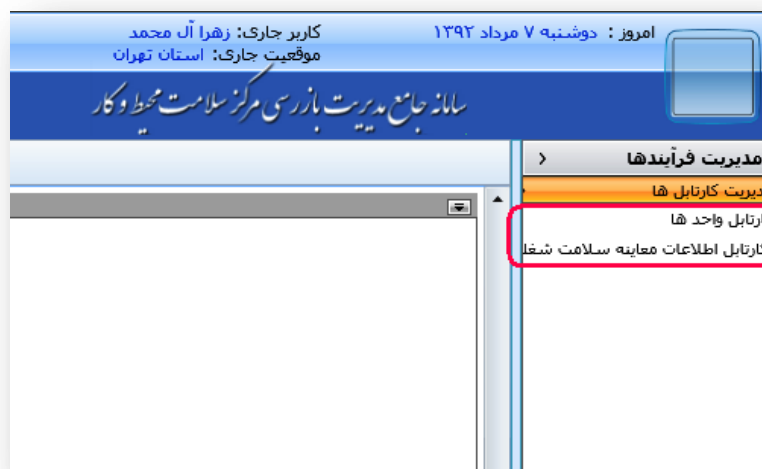 امروز : دوشنبه ۷ مرداد ۱۳۹۲
کاربر جاری: زهرا آل محمد
موقعیت جاری: استان تهران
سامانه جامع مدیریت بازرسی مرکز سلامت محیط و کار
مدیریت فرآیندها
دیریت کارتابل ها
ارتابل واحد ها
کارتابل اطلاعات معاینه سلامت شغل